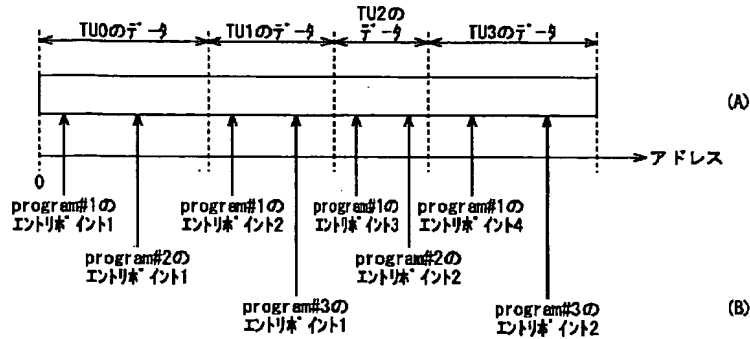 TU0のデータ
TU1のデータ
TU2の
データ
TU3のデータ
(A)
アドレス
0
program#1の
エントリポイント1
program#1の
エントリポイント2
program#1の
エントリポイント3
program#1の
エントリポイント4
program#2の
エントリポイント1
program#2の
エントリポイント2
program#3の
エントリポイント1
program#3の
エントリポイント2
(B)